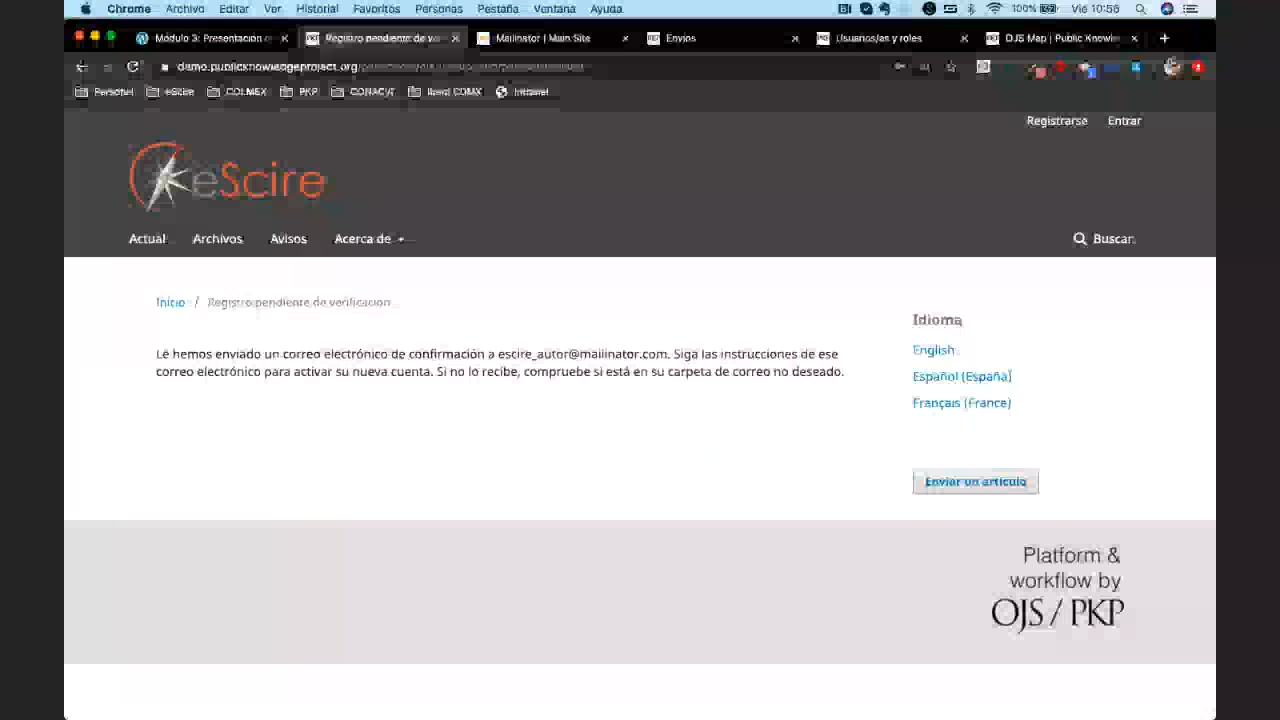 Chrome Archivo Editar Ver Historial Favoritos Personas Pestaña Ventana Ayuda 100% Vie 10:56
Módulo 3: Presentación Registro pendiente de Mailinator | Main Site Envíos Usuarios/as y roles OJS Map | Public Knowl
demo.publicknowledgeproject.org
Personal eScire COLMEX PKP CONACYT Ibero CDMX Intranet
Registrarse Entrar
eScire
Actual Archivos Avisos Acerca de Buscar
Inicio / Registro pendiente de verificación
Le hemos enviado un correo electrónico de confirmación a escire_autor@mailinator.com. Siga las instrucciones de ese
correo electrónico para activar su nueva cuenta. Si no lo recibe, compruebe si está en su carpeta de correo no deseado.
Idioma
English
Español (España)
Français (France)
Enviar un artículo
Platform &
workflow by
OJS / PKP